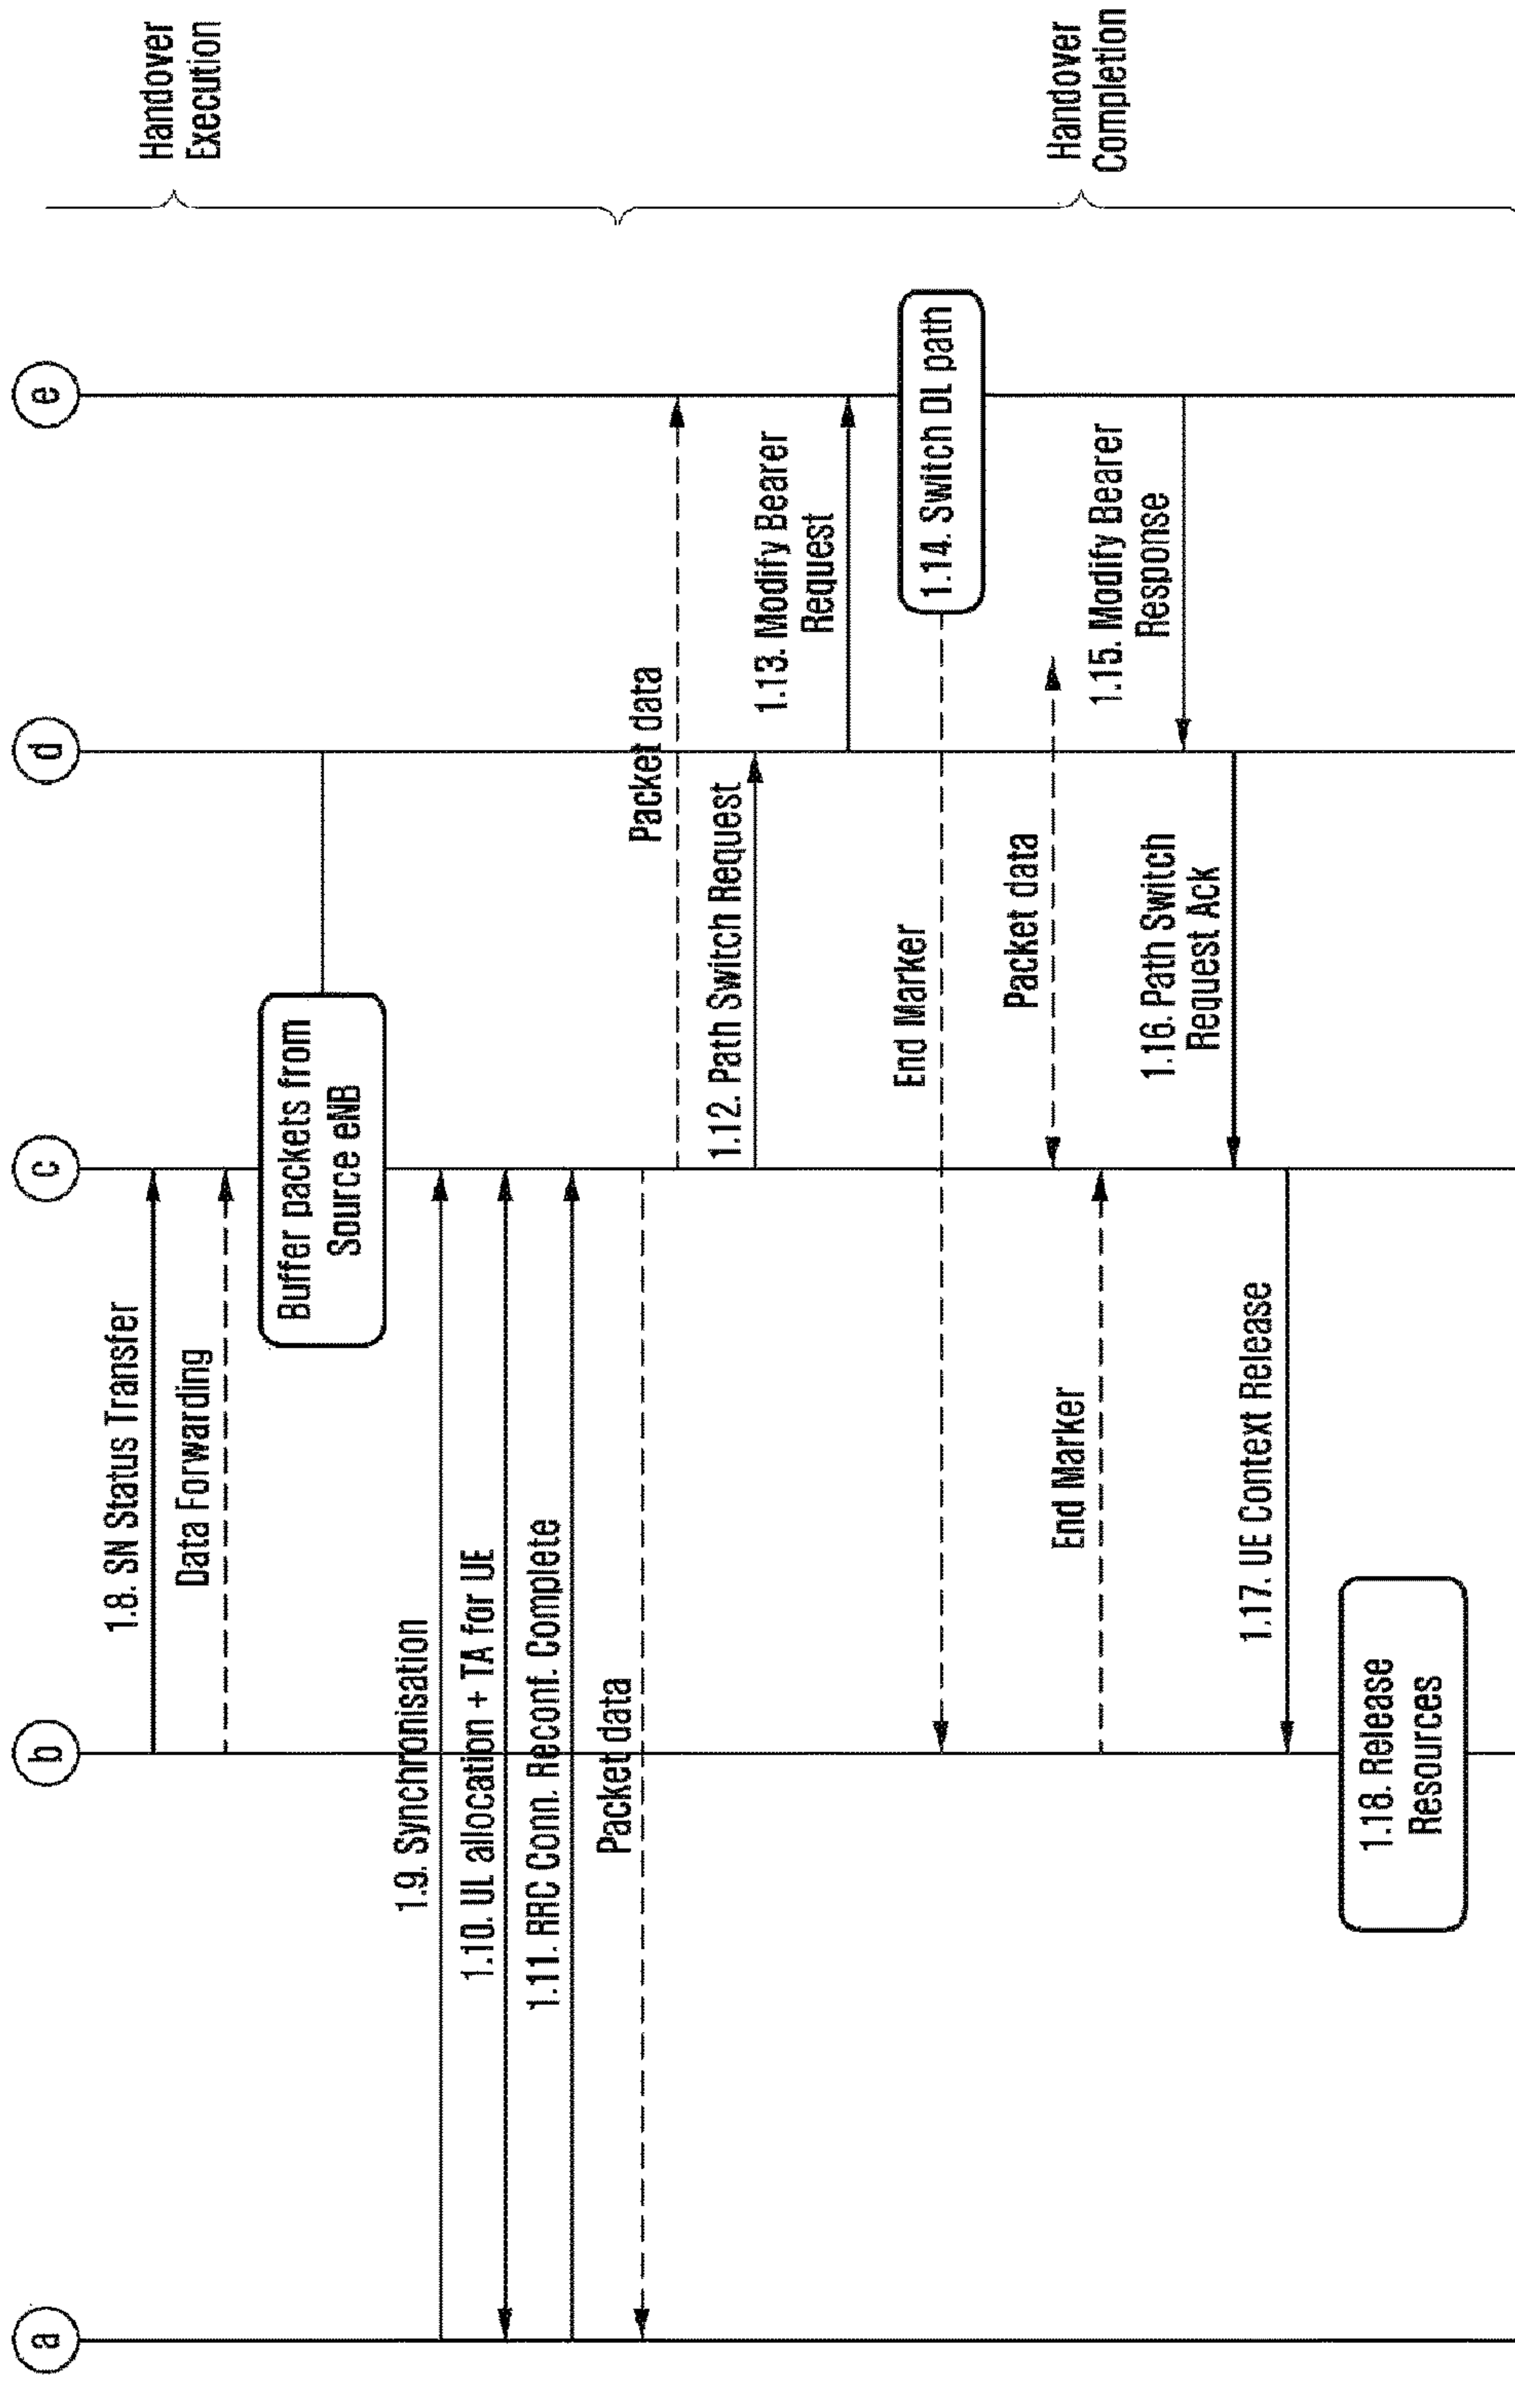 a
b
c
d
e
1.8. SN Status Transfer
Data Forwarding
Buffer packets from
Source eNB
1.9. Synchronisation
1.10. UL allocation + TA for UE
1.11. RRC Conn. Reconf. Complete
Packet data
Packet data
1.12. Path Switch Request
1.13. Modify Bearer
Request
End Marker
1.14. Switch DL path
Packet data
End Marker
1.15. Modify Bearer
Response
1.16. Path Switch
Request Ack
1.17. UE Context Release
1.18. Release
Resources
Handover
Execution
Handover
Completion